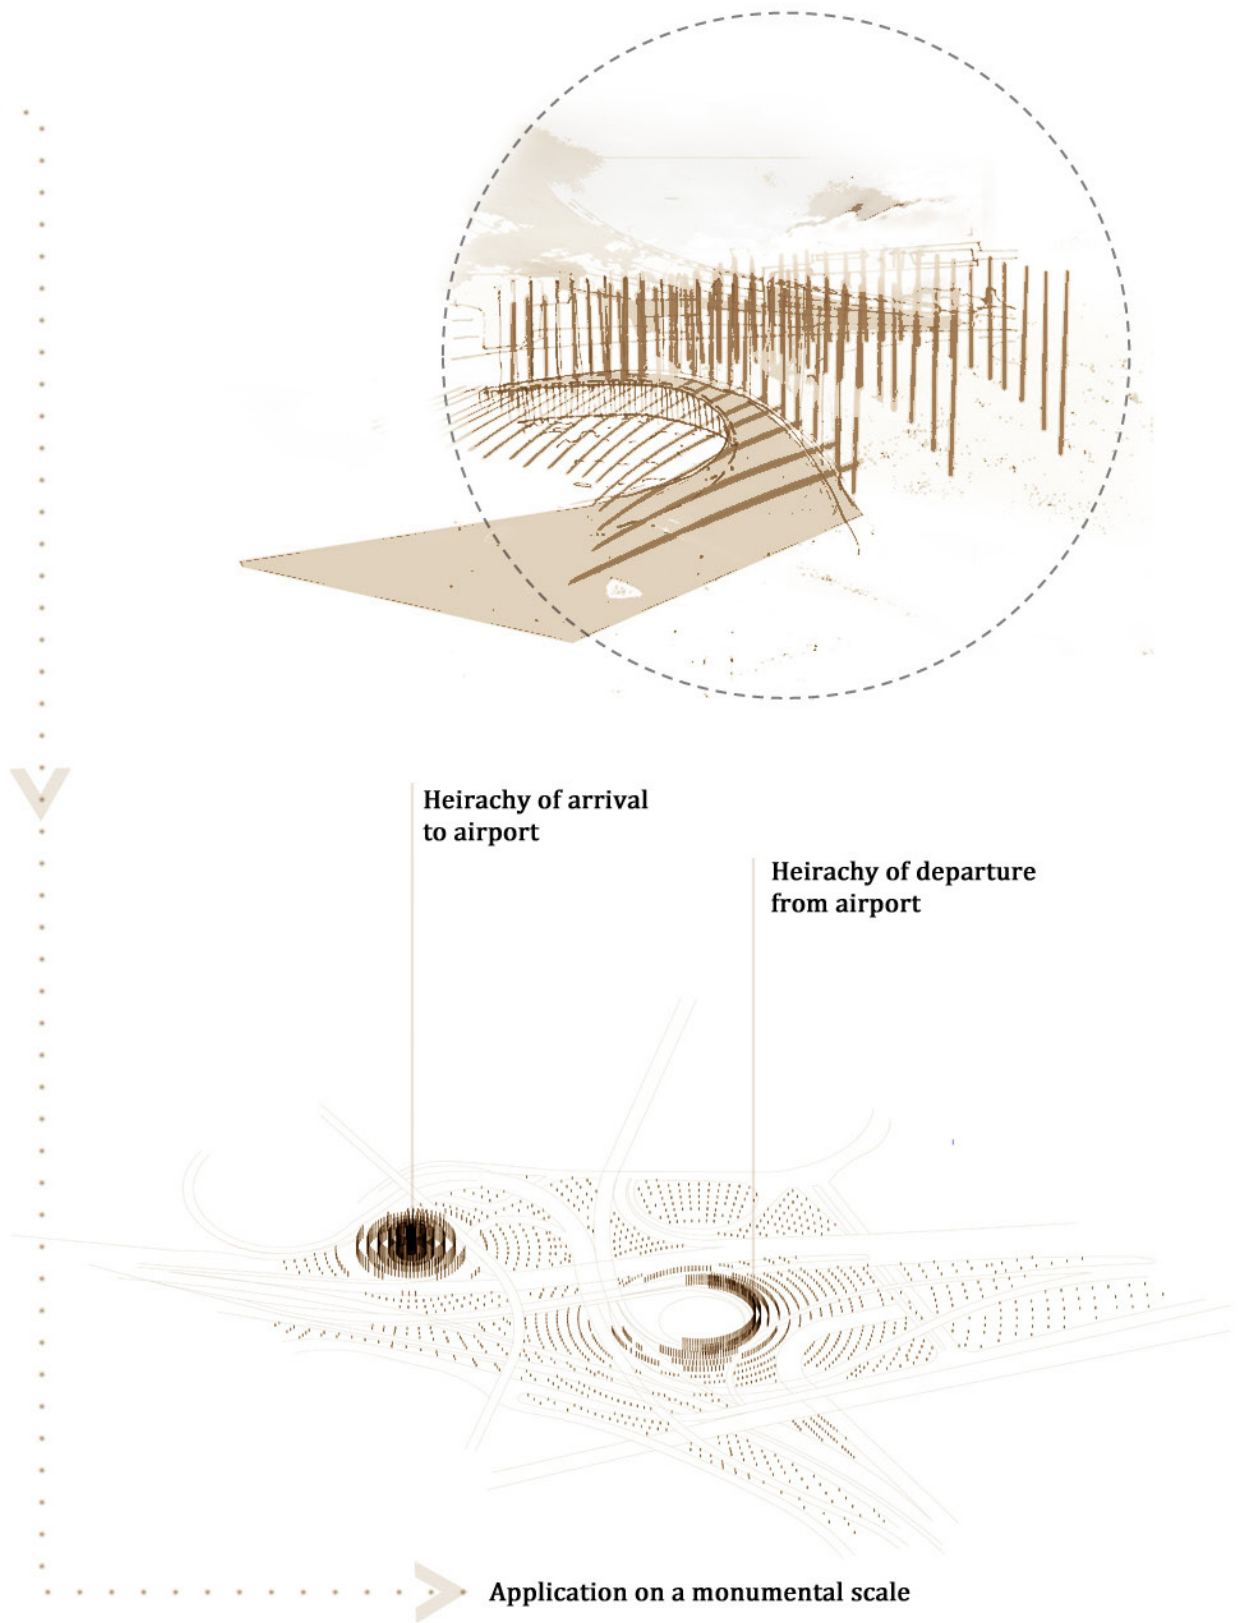 Heirachy of arrival
to airport
Heirachy of departure
from airport
Application on a monumental scale